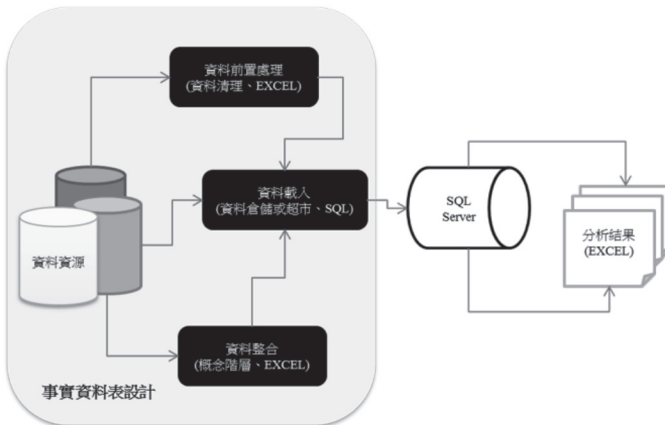 資料前置處理
(資料清理、EXCEL)
資料載入
(資料倉儲或超市、SQL)
SQL
Server
分析結果
(EXCEL)
資料資源
資料整合
(概念階層、EXCEL)
事實資料表設計